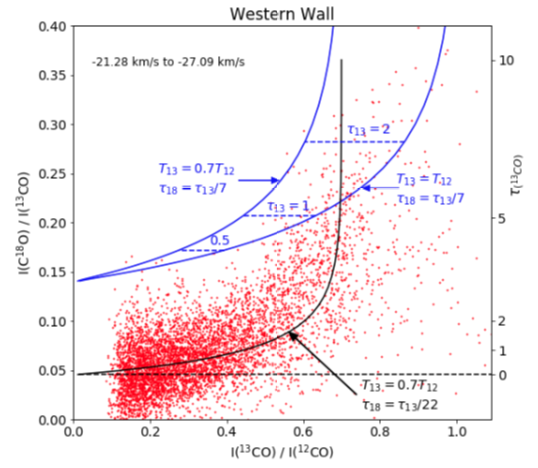 Western Wall
-21.28 km/s to -27.09 km/s
0.40
0.35
0.30
0.25
0.20
0.15
0.10
0.05
0.00
I(C¹⁸O) / I(¹³CO)
T₁₃ = 0.7T₁₂
τ₁₈ = τ₁₃/7
τ₁₃ = 2
τ₁₃ = 1
0.5
T₁₃ = T₁₂
τ₁₈ = τ₁₃/7
T₁₃ = 0.7T₁₂
τ₁₈ = τ₁₃/22
10
5
2
1
0
τ(¹³CO)
0.0 0.2 0.4 0.6 0.8 1.0
I(¹³CO) / I(¹²CO)